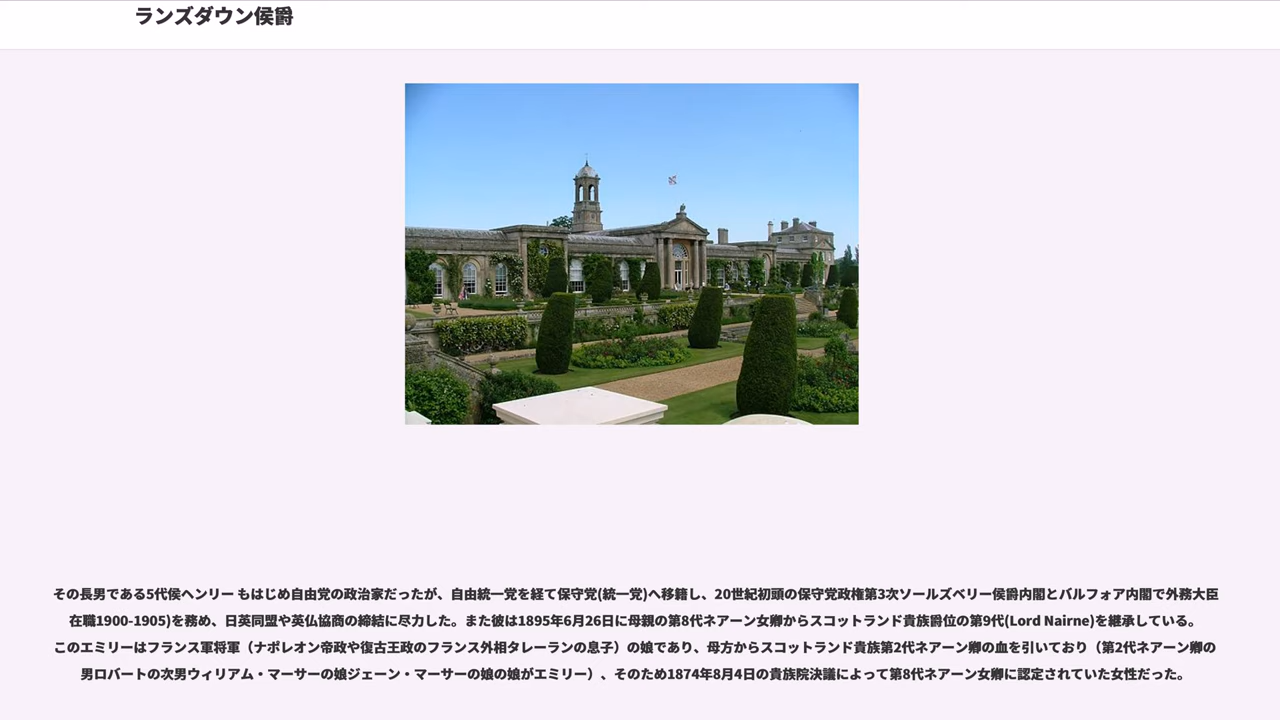 ランズダウン侯爵
その長男である5代侯ヘンリー もはじめ自由党の政治家だったが、自由統一党を経て保守党(統一党)へ移籍し、20世紀初頭の保守党政権第3次ソールズベリー侯爵内閣とバルフォア内閣で外務大臣
在職1900-1905)を務め、日英同盟や英仏協商の締結に尽力した。また彼は1895年6月26日に母親の第8代ネアーン女卿からスコットランド貴族爵位の第9代(Lord Nairne)を継承している。
このエミリーはフランス軍将軍（ナポレオン帝政や復古王政のフランス外相タレーランの息子）の娘であり、母方からスコットランド貴族第2代ネアーン卿の血を引いており（第2代ネアーン卿の
男ロバートの次男ウィリアム・マーサーの娘ジェーン・マーサーの娘の娘がエミリー）、そのため1874年8月4日の貴族院決議によって第8代ネアーン女卿に認定されていた女性だった。